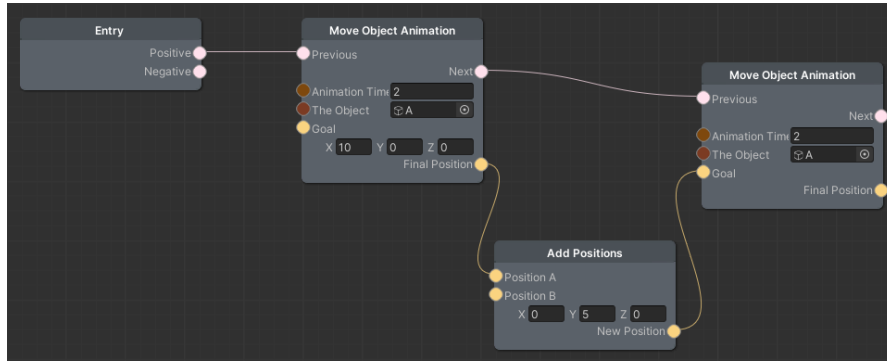 Entry
Positive
Negative
Move Object Animation
Previous
Next
Animation Time 2
The Object A
Goal
X 10 Y 0 Z 0
Final Position
Move Object Animation
Previous
Next
Animation Time 2
The Object A
Goal
Final Position
Add Positions
Position A
Position B
X 0 Y 5 Z 0
New Position